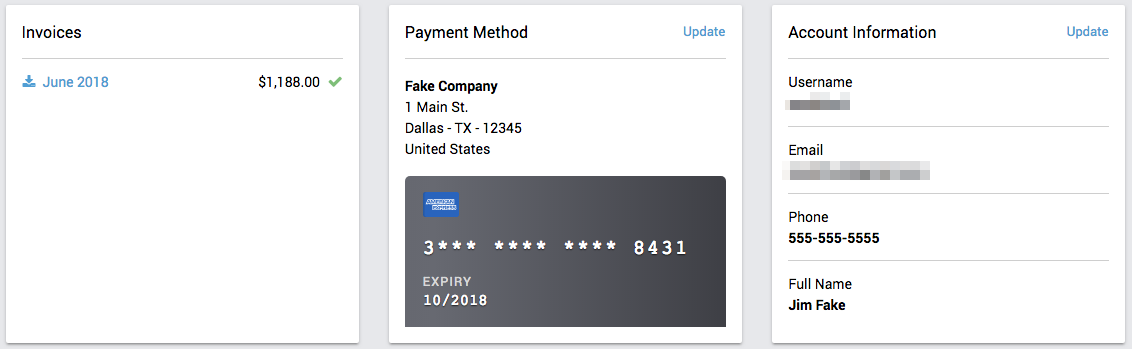 Invoices
June 2018 $1,188.00
Payment Method Update
Fake Company
1 Main St.
Dallas - TX - 12345
United States
AMERICAN
EXPRESS
3*** **** **** 8431
EXPIRY
10/2018
Account Information Update
Username
Email
Phone
555-555-5555
Full Name
Jim Fake